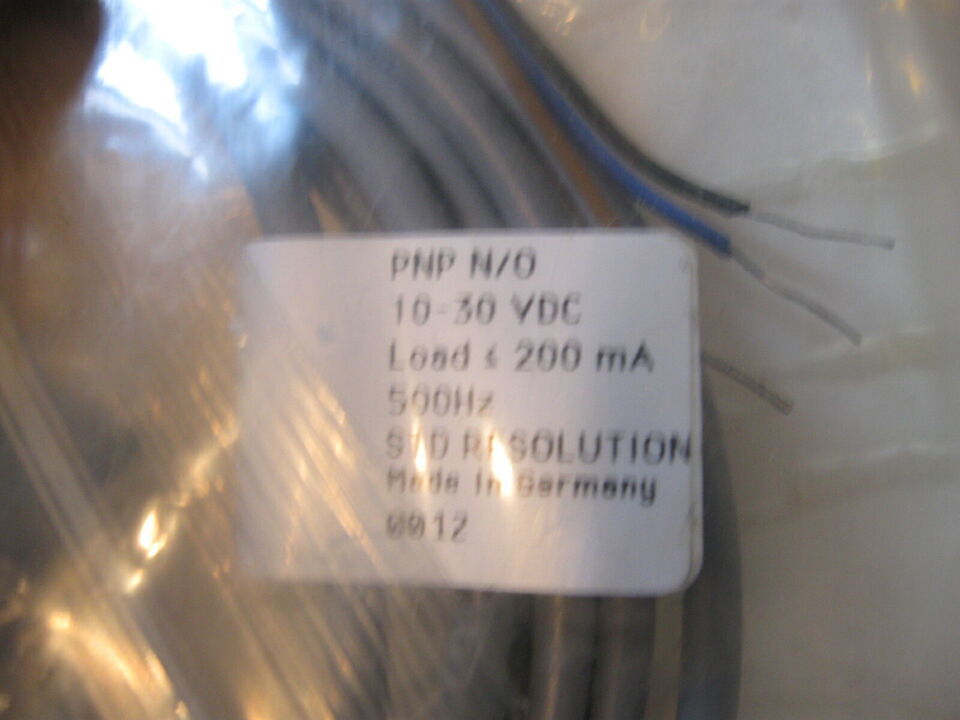 PNP N/O
10-30 VDC
Load ≤ 200 mA
500Hz
STD RESOLUTION
Made In Germany
0012